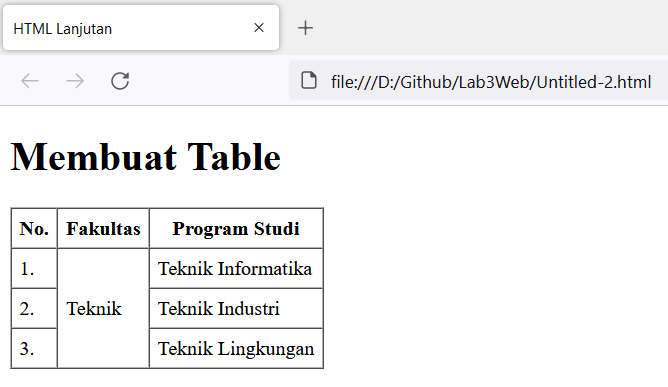 HTML Lanjutan
file:///D:/Github/Lab3Web/Untitled-2.html
Membuat Table
No. Fakultas Program Studi
1. Teknik Informatika
2. Teknik Teknik Industri
3. Teknik Lingkungan